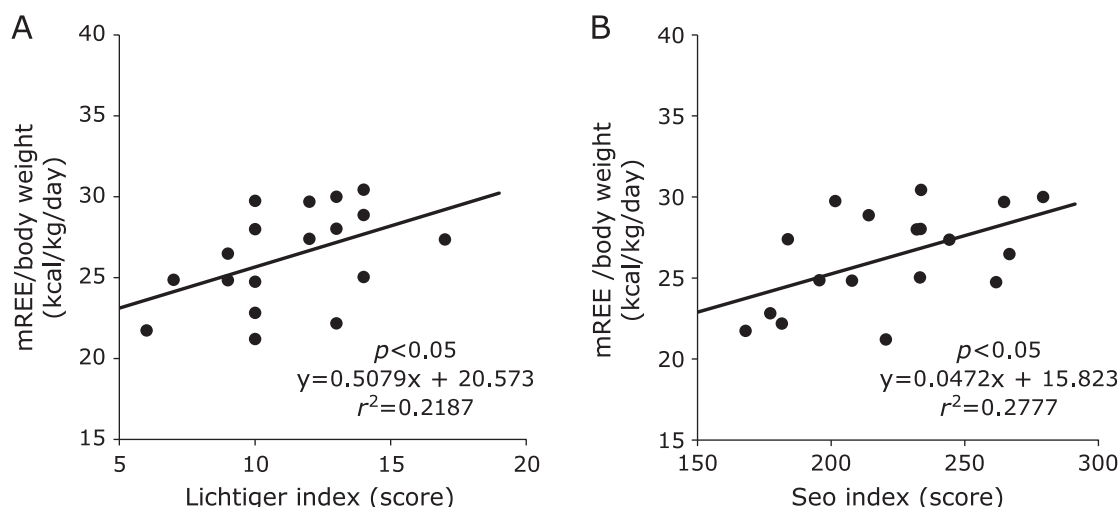 A
mREE/body weight
(kcal/kg/day)
40
35
30
25
20
15
p<0.05
y=0.5079x + 20.573
r²=0.2187
5 10 15 20
Lichtiger index (score)
B
mREE /body weight
(kcal/kg/day)
40
35
30
25
20
15
p<0.05
y=0.0472x + 15.823
r²=0.2777
150 200 250 300
Seo index (score)